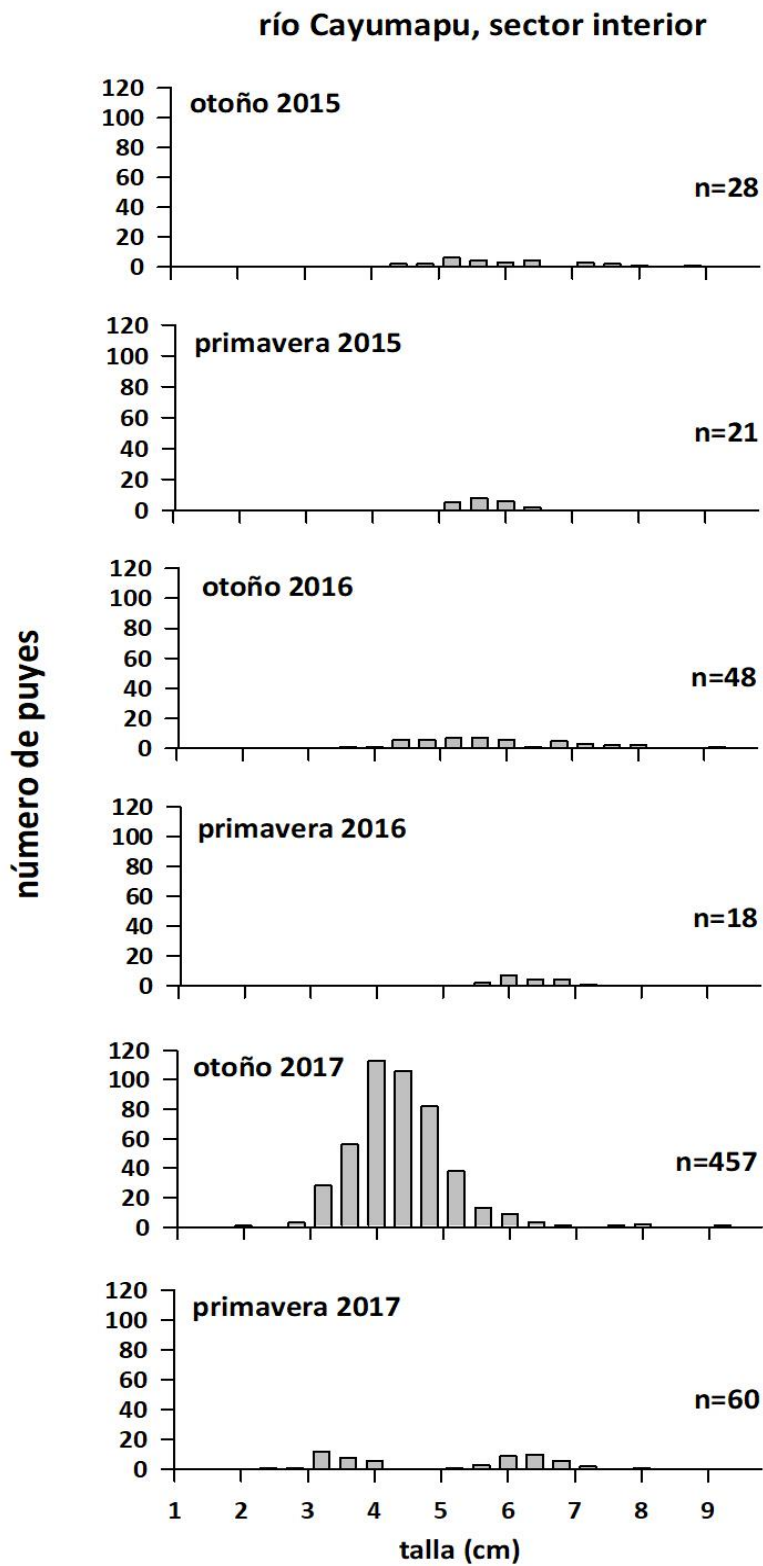 río Cayumapu, sector interior
120
100
80
60
40
20
0
otoño 2015
n=28
120
100
80
60
40
20
0
primavera 2015
n=21
120
100
80
60
40
20
0
otoño 2016
n=48
número de puyes
120
100
80
60
40
20
0
primavera 2016
n=18
120
100
80
60
40
20
0
otoño 2017
n=457
120
100
80
60
40
20
0
primavera 2017
n=60
1 2 3 4 5 6 7 8 9
talla (cm)